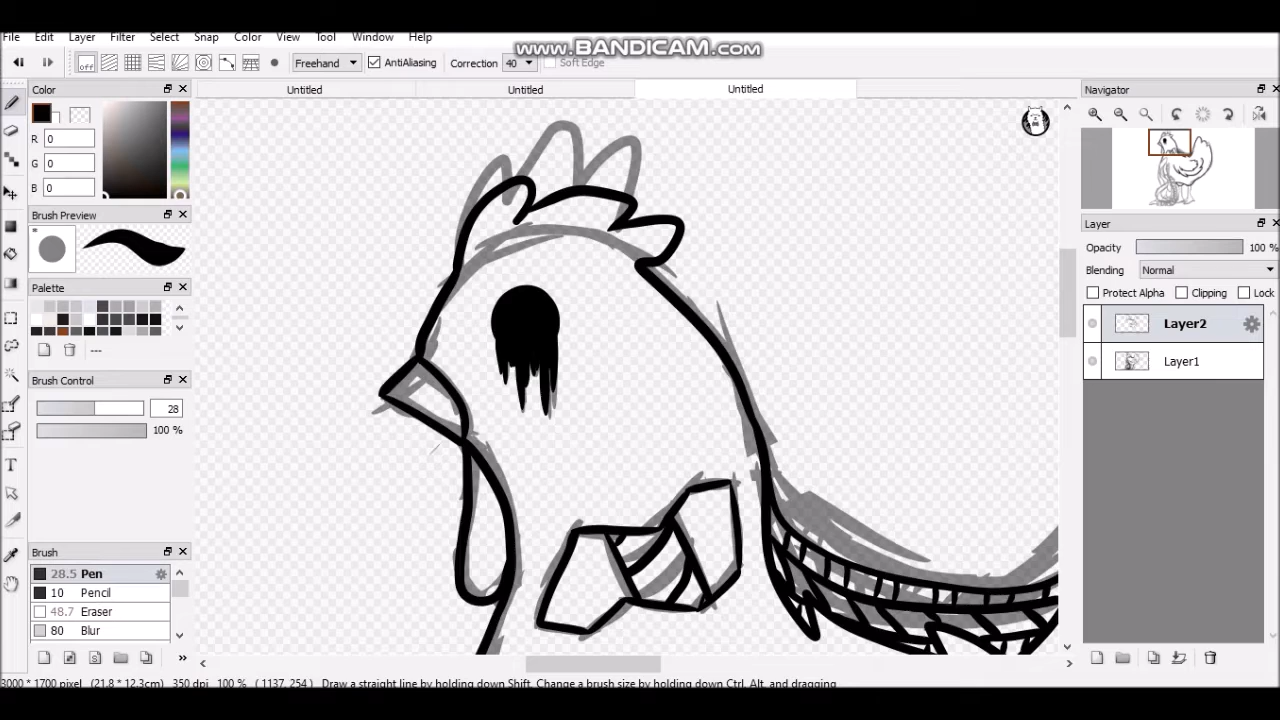 www.BANDICAM.com
File Edit Layer Filter Select Snap Color View Tool Window Help
off Freehand AntiAliasing Correction 40 Soft Edge
Color
Untitled Untitled Untitled
Navigator
R 0
G 0
B 0
Brush Preview
Layer
Opacity 100 %
Blending Normal
Protect Alpha Clipping Lock
Palette
Layer2
Layer1
---
Brush Control
28
100 %
Brush
28.5 Pen
10 Pencil
48.7 Eraser
80 Blur
3000 * 1700 pixel (21.8 * 12.3cm) 350 dpi 100 % ( 1137, 254 ) Draw a straight line by holding down Shift, Change a brush size by holding down Ctrl, Alt, and dragging